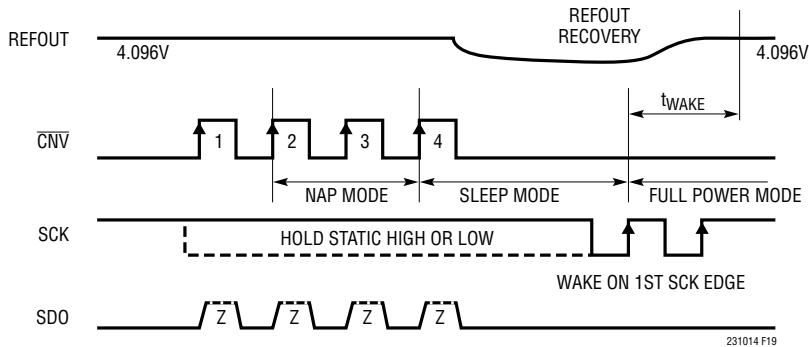 REFOUT
RECOVERY
REFOUT
4.096V
4.096V
tWAKE
CNV
1
2
3
4
NAP MODE
SLEEP MODE
FULL POWER MODE
SCK
HOLD STATIC HIGH OR LOW
WAKE ON 1ST SCK EDGE
SDO
Z
Z
Z
Z
231014 F19